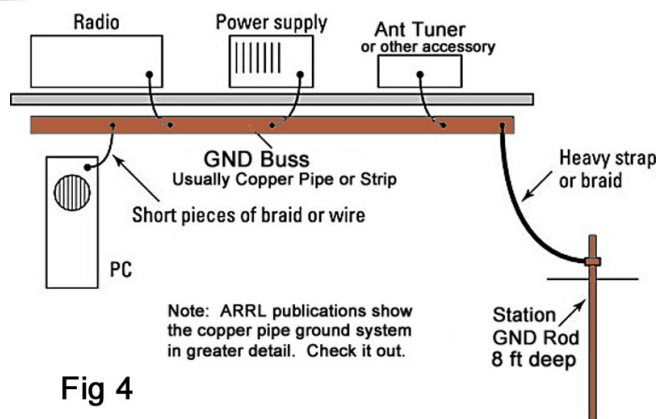 Radio
Power supply
Ant Tuner
or other accessory
GND Buss
Usually Copper Pipe or Strip
Heavy strap
or braid
Short pieces of braid or wire
PC
Note: ARRL publications show
the copper pipe ground system
in greater detail. Check it out.
Station
GND Rod
8 ft deep
Fig 4